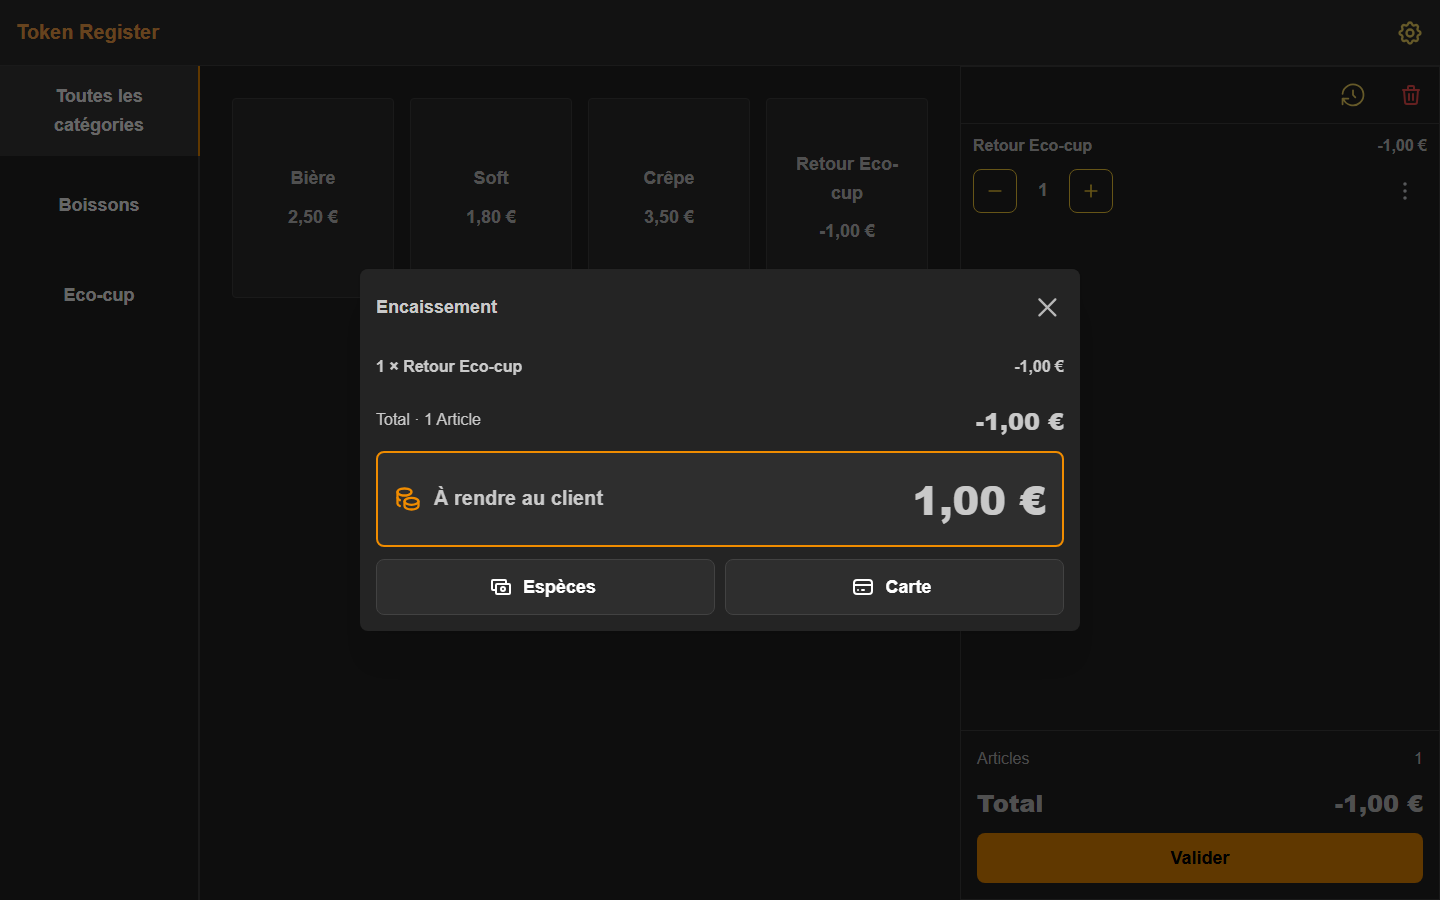 Token Register
Toutes les
catégories
Boissons
Eco-cup
Bière
2,50 €
Soft
1,80 €
Crêpe
3,50 €
Retour Eco-
cup
-1,00 €
Retour Eco-cup -1,00 €
1
Encaissement
1 × Retour Eco-cup -1,00 €
Total · 1 Article -1,00 €
À rendre au client 1,00 €
Espèces
Carte
Articles 1
Total -1,00 €
Valider